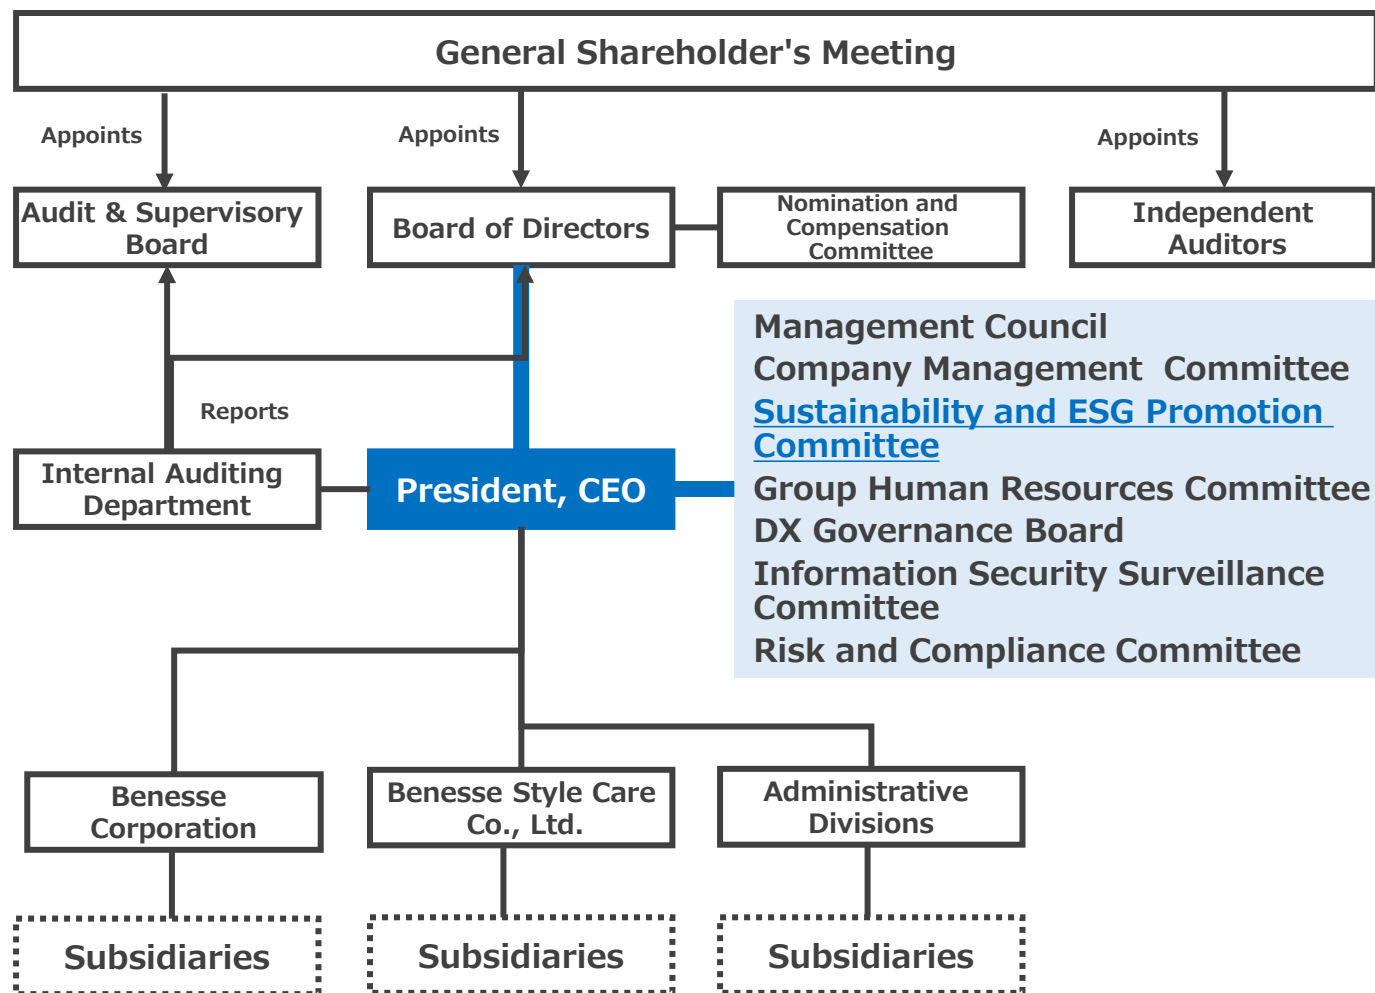 General Shareholder's Meeting
Appoints
Appoints
Appoints
Audit & Supervisory
Board
Board of Directors
Nomination and
Compensation
Committee
Independent
Auditors
Management Council
Company Management Committee
Sustainability and ESG Promotion
Committee
Group Human Resources Committee
DX Governance Board
Information Security Surveillance
Committee
Risk and Compliance Committee
Reports
Internal Auditing
Department
President, CEO
Benesse
Corporation
Benesse Style Care
Co., Ltd.
Administrative
Divisions
Subsidiaries
Subsidiaries
Subsidiaries